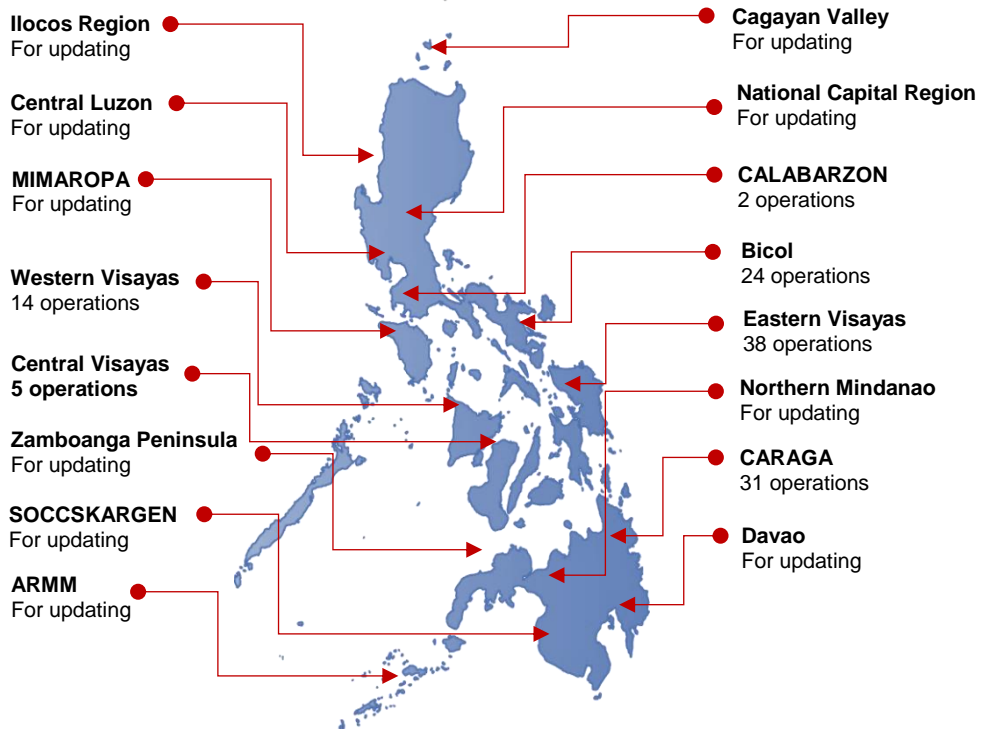 Ilocos Region
For updating
Central Luzon
For updating
MIMAROPA
For updating
Western Visayas
14 operations
Central Visayas
5 operations
Zamboanga Peninsula
For updating
SOCCSKARGEN
For updating
ARMM
For updating
Cagayan Valley
For updating
National Capital Region
For updating
CALABARZON
2 operations
Bicol
24 operations
Eastern Visayas
38 operations
Northern Mindanao
For updating
CARAGA
31 operations
Davao
For updating